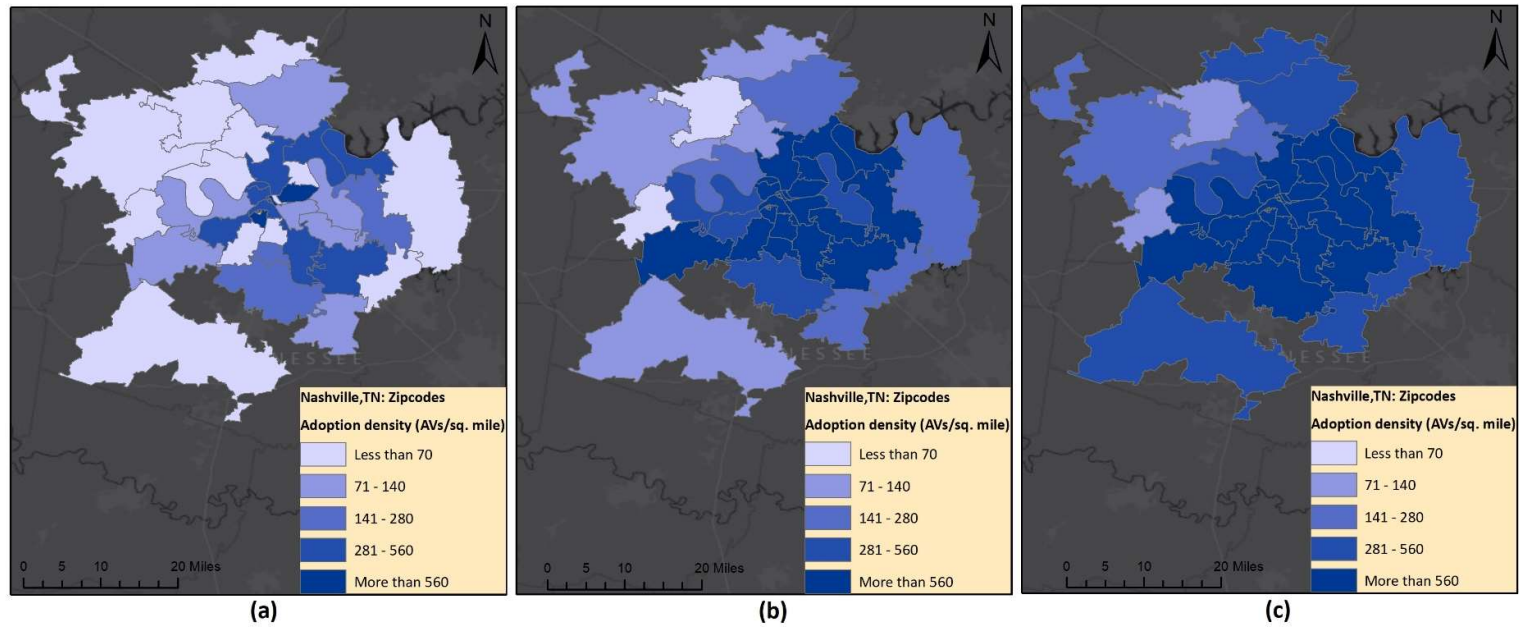 N
NESSEE
Nashville,TN: Zipcodes
Adoption density (AVs/sq. mile)
Less than 70
71 - 140
141 - 280
281 - 560
More than 560
0 5 10 20 Miles
(a)
N
NESSEE
Nashville,TN: Zipcodes
Adoption density (AVs/sq. mile)
Less than 70
71 - 140
141 - 280
281 - 560
More than 560
0 5 10 20 Miles
(b)
N
NESSEE
Nashville,TN: Zipcodes
Adoption density (AVs/sq. mile)
Less than 70
71 - 140
141 - 280
281 - 560
More than 560
0 5 10 20 Miles
(c)